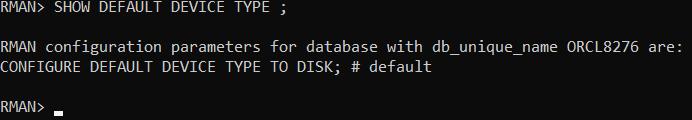 RMAN> SHOW DEFAULT DEVICE TYPE ;
RMAN configuration parameters for database with db_unique_name ORCL8276 are:
CONFIGURE DEFAULT DEVICE TYPE TO DISK; # default
RMAN>